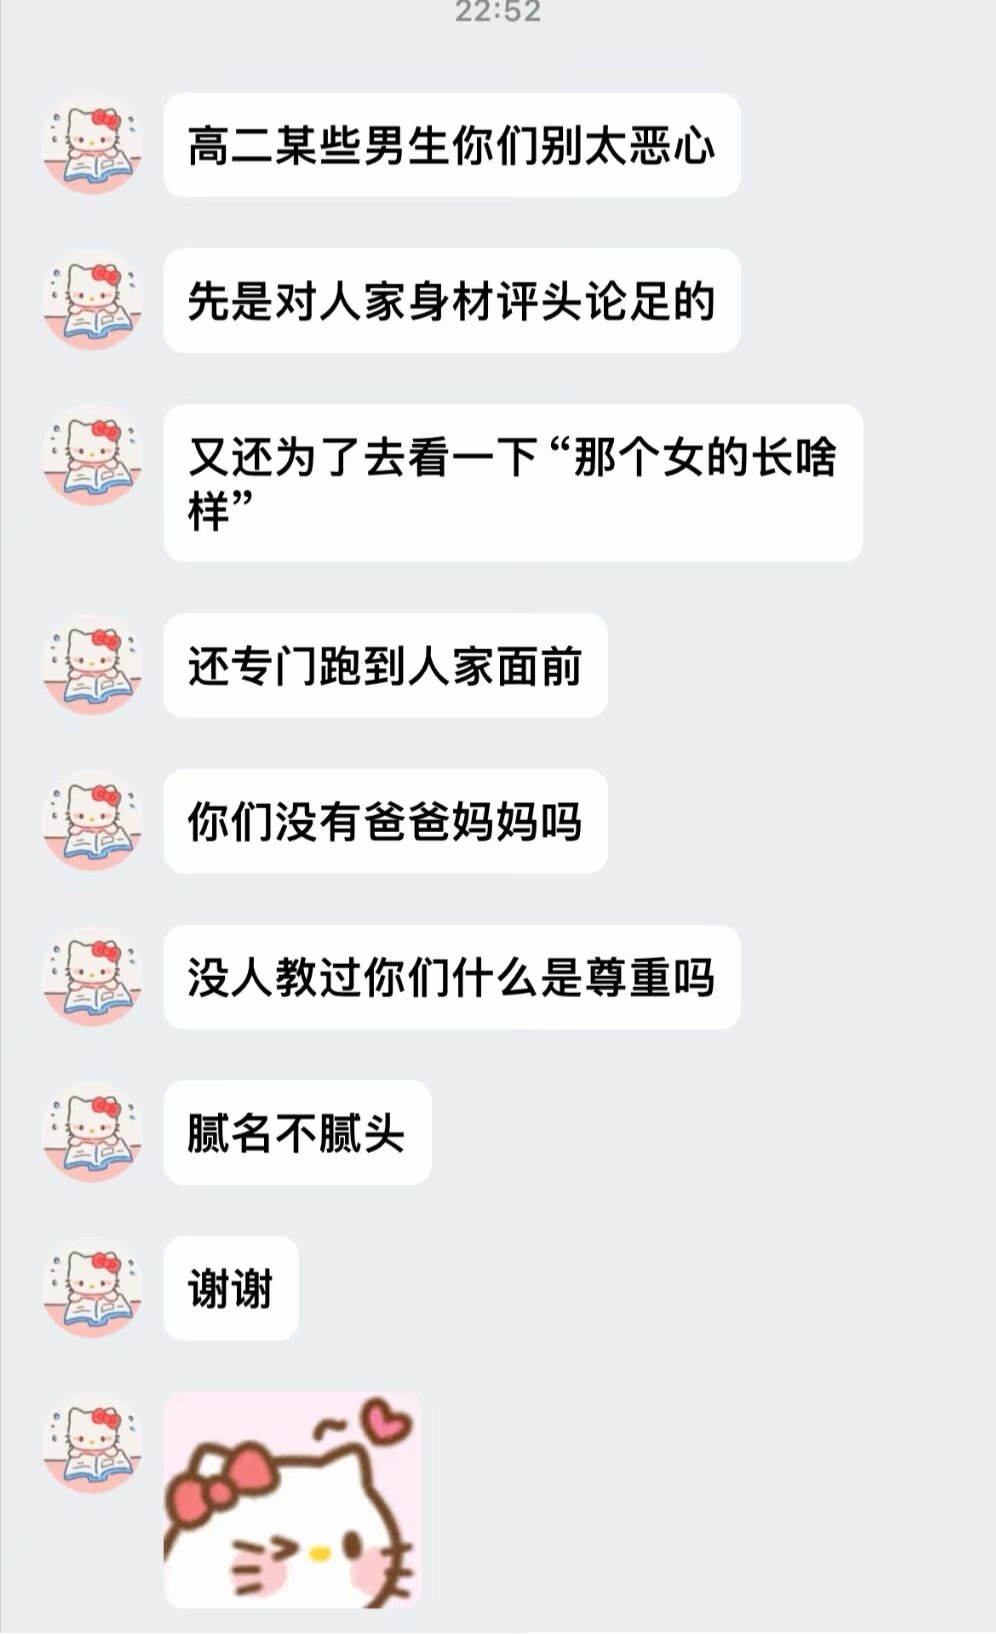 22:52
高二某些男生你们别太恶心
先是对人家身材评头论足的
又还为了去看一下“那个女的长啥
样”
还专门跑到人家面前
你们没有爸爸妈妈吗
没人教过你们什么是尊重吗
腻名不腻头
谢谢